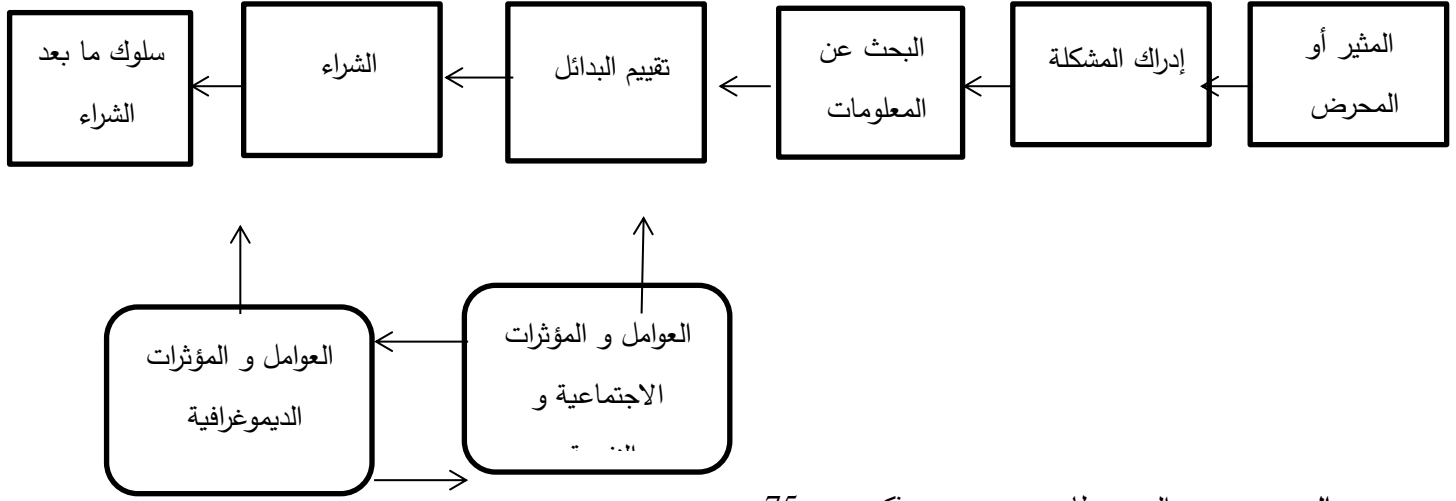 المثير أو
المحرض
إدراك المشكلة
البحث عن
المعلومات
تقييم البدائل
الشراء
سلوك ما بعد
الشراء
العوامل و المؤثرات
الاجتماعية و
العوامل و المؤثرات
الديموغرافية
75